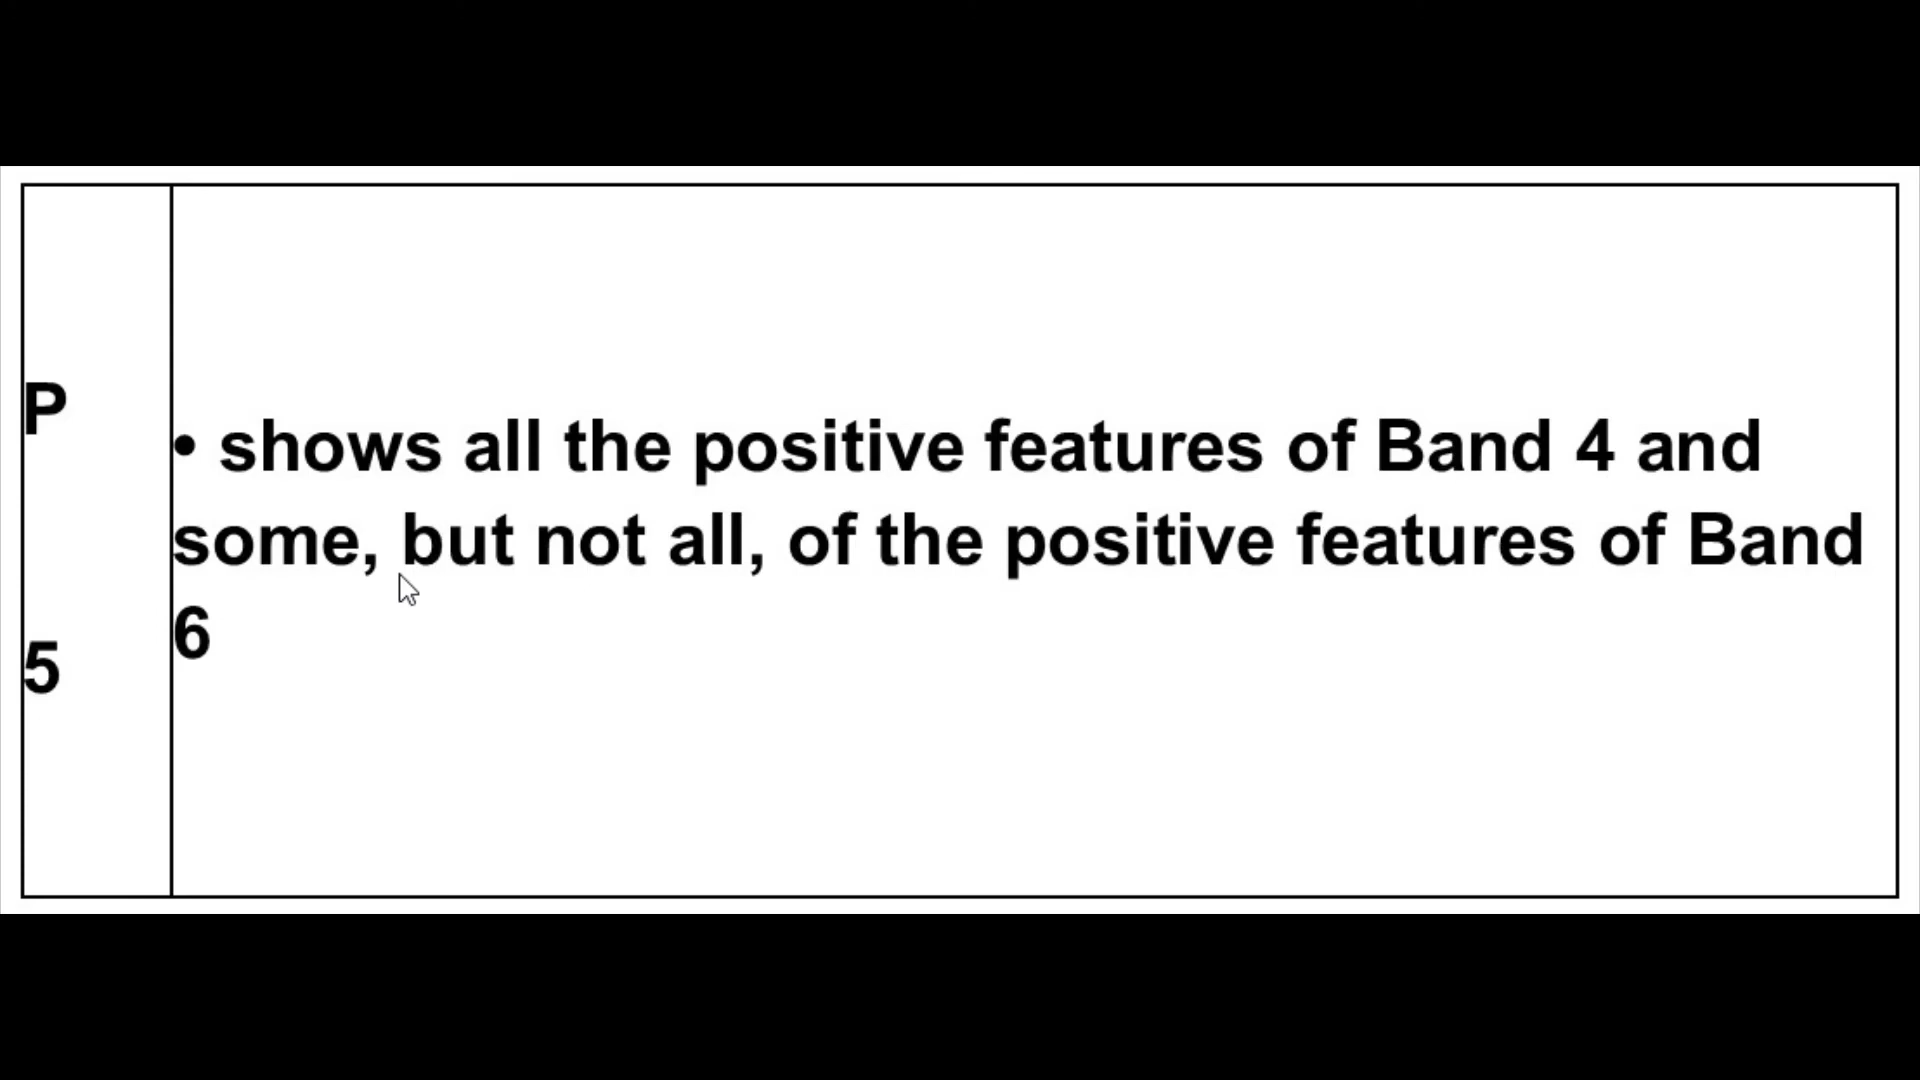 P
5
• shows all the positive features of Band 4 and
some, but not all, of the positive features of Band
6